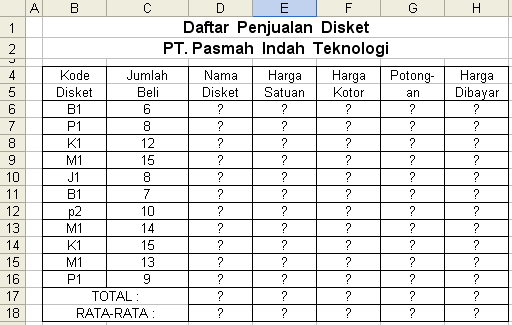 A B C D E F G H
1 Daftar Penjualan Disket
2 PT. Pasmah Indah Teknologi
3
4 Kode Jumlah Nama Harga Harga Potong- Harga
5 Disket Beli Disket Satuan Kotor an Dibayar
6 B1 6 ? ? ? ? ?
7 P1 8 ? ? ? ? ?
8 K1 12 ? ? ? ? ?
9 M1 15 ? ? ? ? ?
10 J1 8 ? ? ? ? ?
11 B1 7 ? ? ? ? ?
12 p2 10 ? ? ? ? ?
13 M1 14 ? ? ? ? ?
14 K1 15 ? ? ? ? ?
15 M1 13 ? ? ? ? ?
16 P1 9 ? ? ? ? ?
17 TOTAL : ? ? ? ? ?
18 RATA-RATA : ? ? ? ? ?